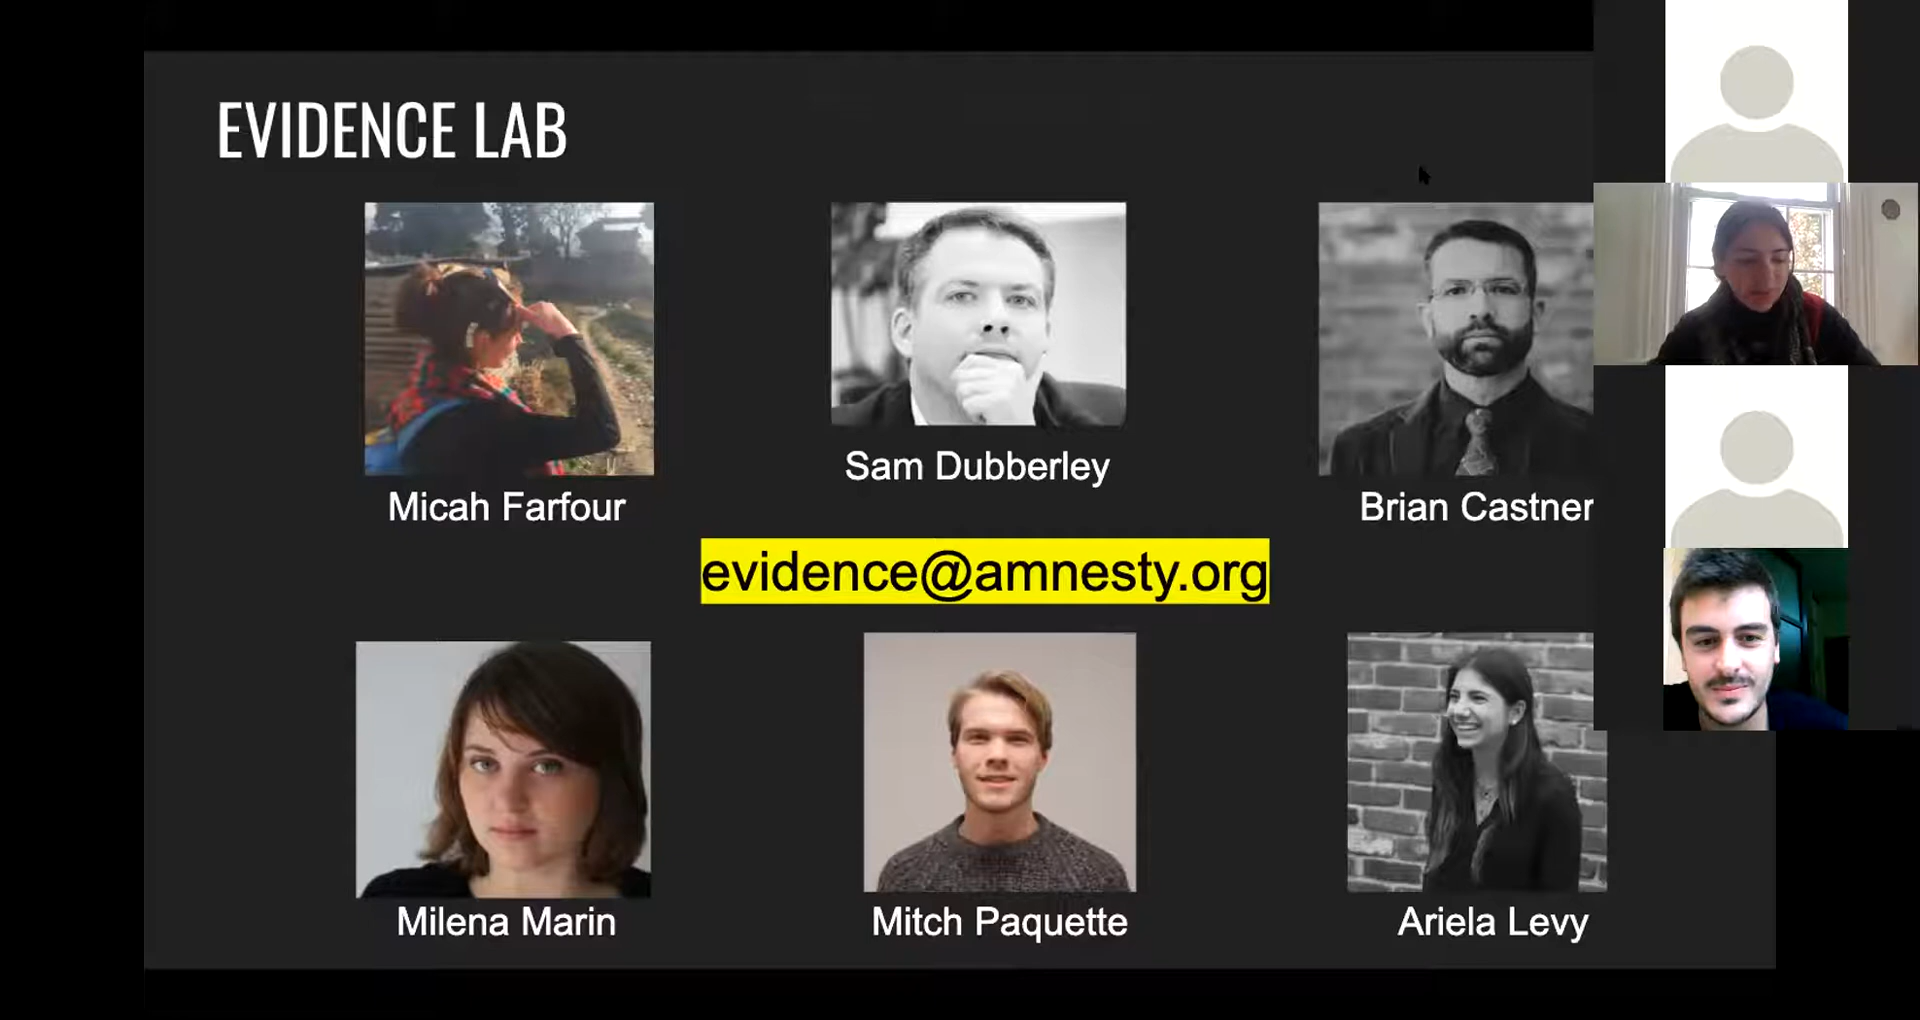 EVIDENCE LAB
Sam Dubberley
Micah Farfour
Brian Castner
evidence@amnesty.org
Milena Marin
Mitch Paquette
Ariela Levy